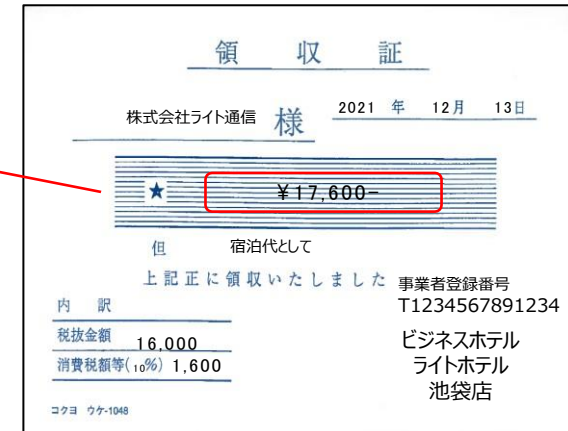 領 収 証
株式会社ライト通信 様
2021 年 12月 13日
★ ¥17,600−
但 宿泊代として
上記正に領収いたしました
事業者登録番号
T1234567891234
内 訳
税抜金額 16,000
消費税額等(10%) 1,600
ビジネスホテル
ライトホテル
池袋店
コクヨ ウケ-1048